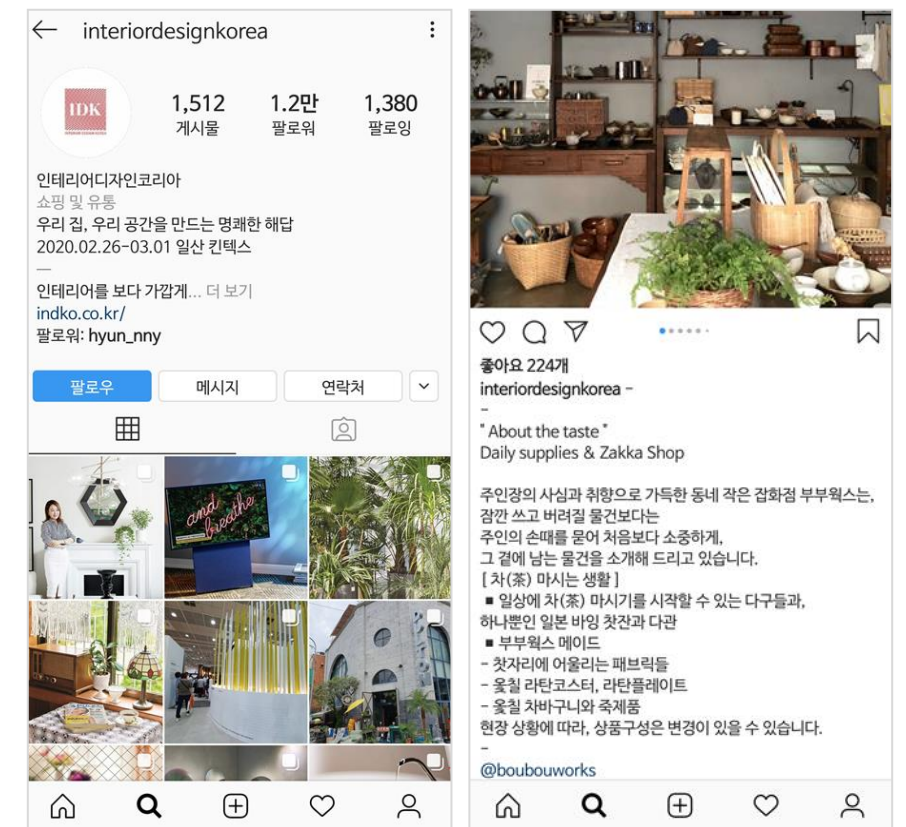 interiordesignkorea
IDK
1,512 1.2만 1,380
게시물 팔로워 팔로잉
인테리어디자인코리아
쇼핑 및 유통
우리 집, 우리 공간을 만드는 명쾌한 해답
2020.02.26-03.01 일산 킨텍스
—
인테리어를 보다 가깝게... 더 보기
indko.co.kr/
팔로워: hyun_nny
팔로우 메시지 연락처
and
breathe
좋아요 224개
interiordesignkorea -
-
" About the taste "
Daily supplies & Zakka Shop
주인장의 사심과 취향으로 가득한 동네 작은 잡화점 부부웍스는,
잠깐 쓰고 버려질 물건보다는
주인의 손때를 묻어 처음보다 소중하게,
그 곁에 남는 물건을 소개해 드리고 있습니다.
[ 차(茶) 마시는 생활 ]
■ 일상에 차(茶) 마시기를 시작할 수 있는 다구들과,
하나뿐인 일본 바잉 찻잔과 다관
■ 부부웍스 메이드
- 찻자리에 어울리는 패브릭들
- 옻칠 라탄코스터, 라탄플레이트
- 옻칠 차바구니와 죽제품
현장 상황에 따라, 상품구성은 변경이 있을 수 있습니다.
-
@boubouworks